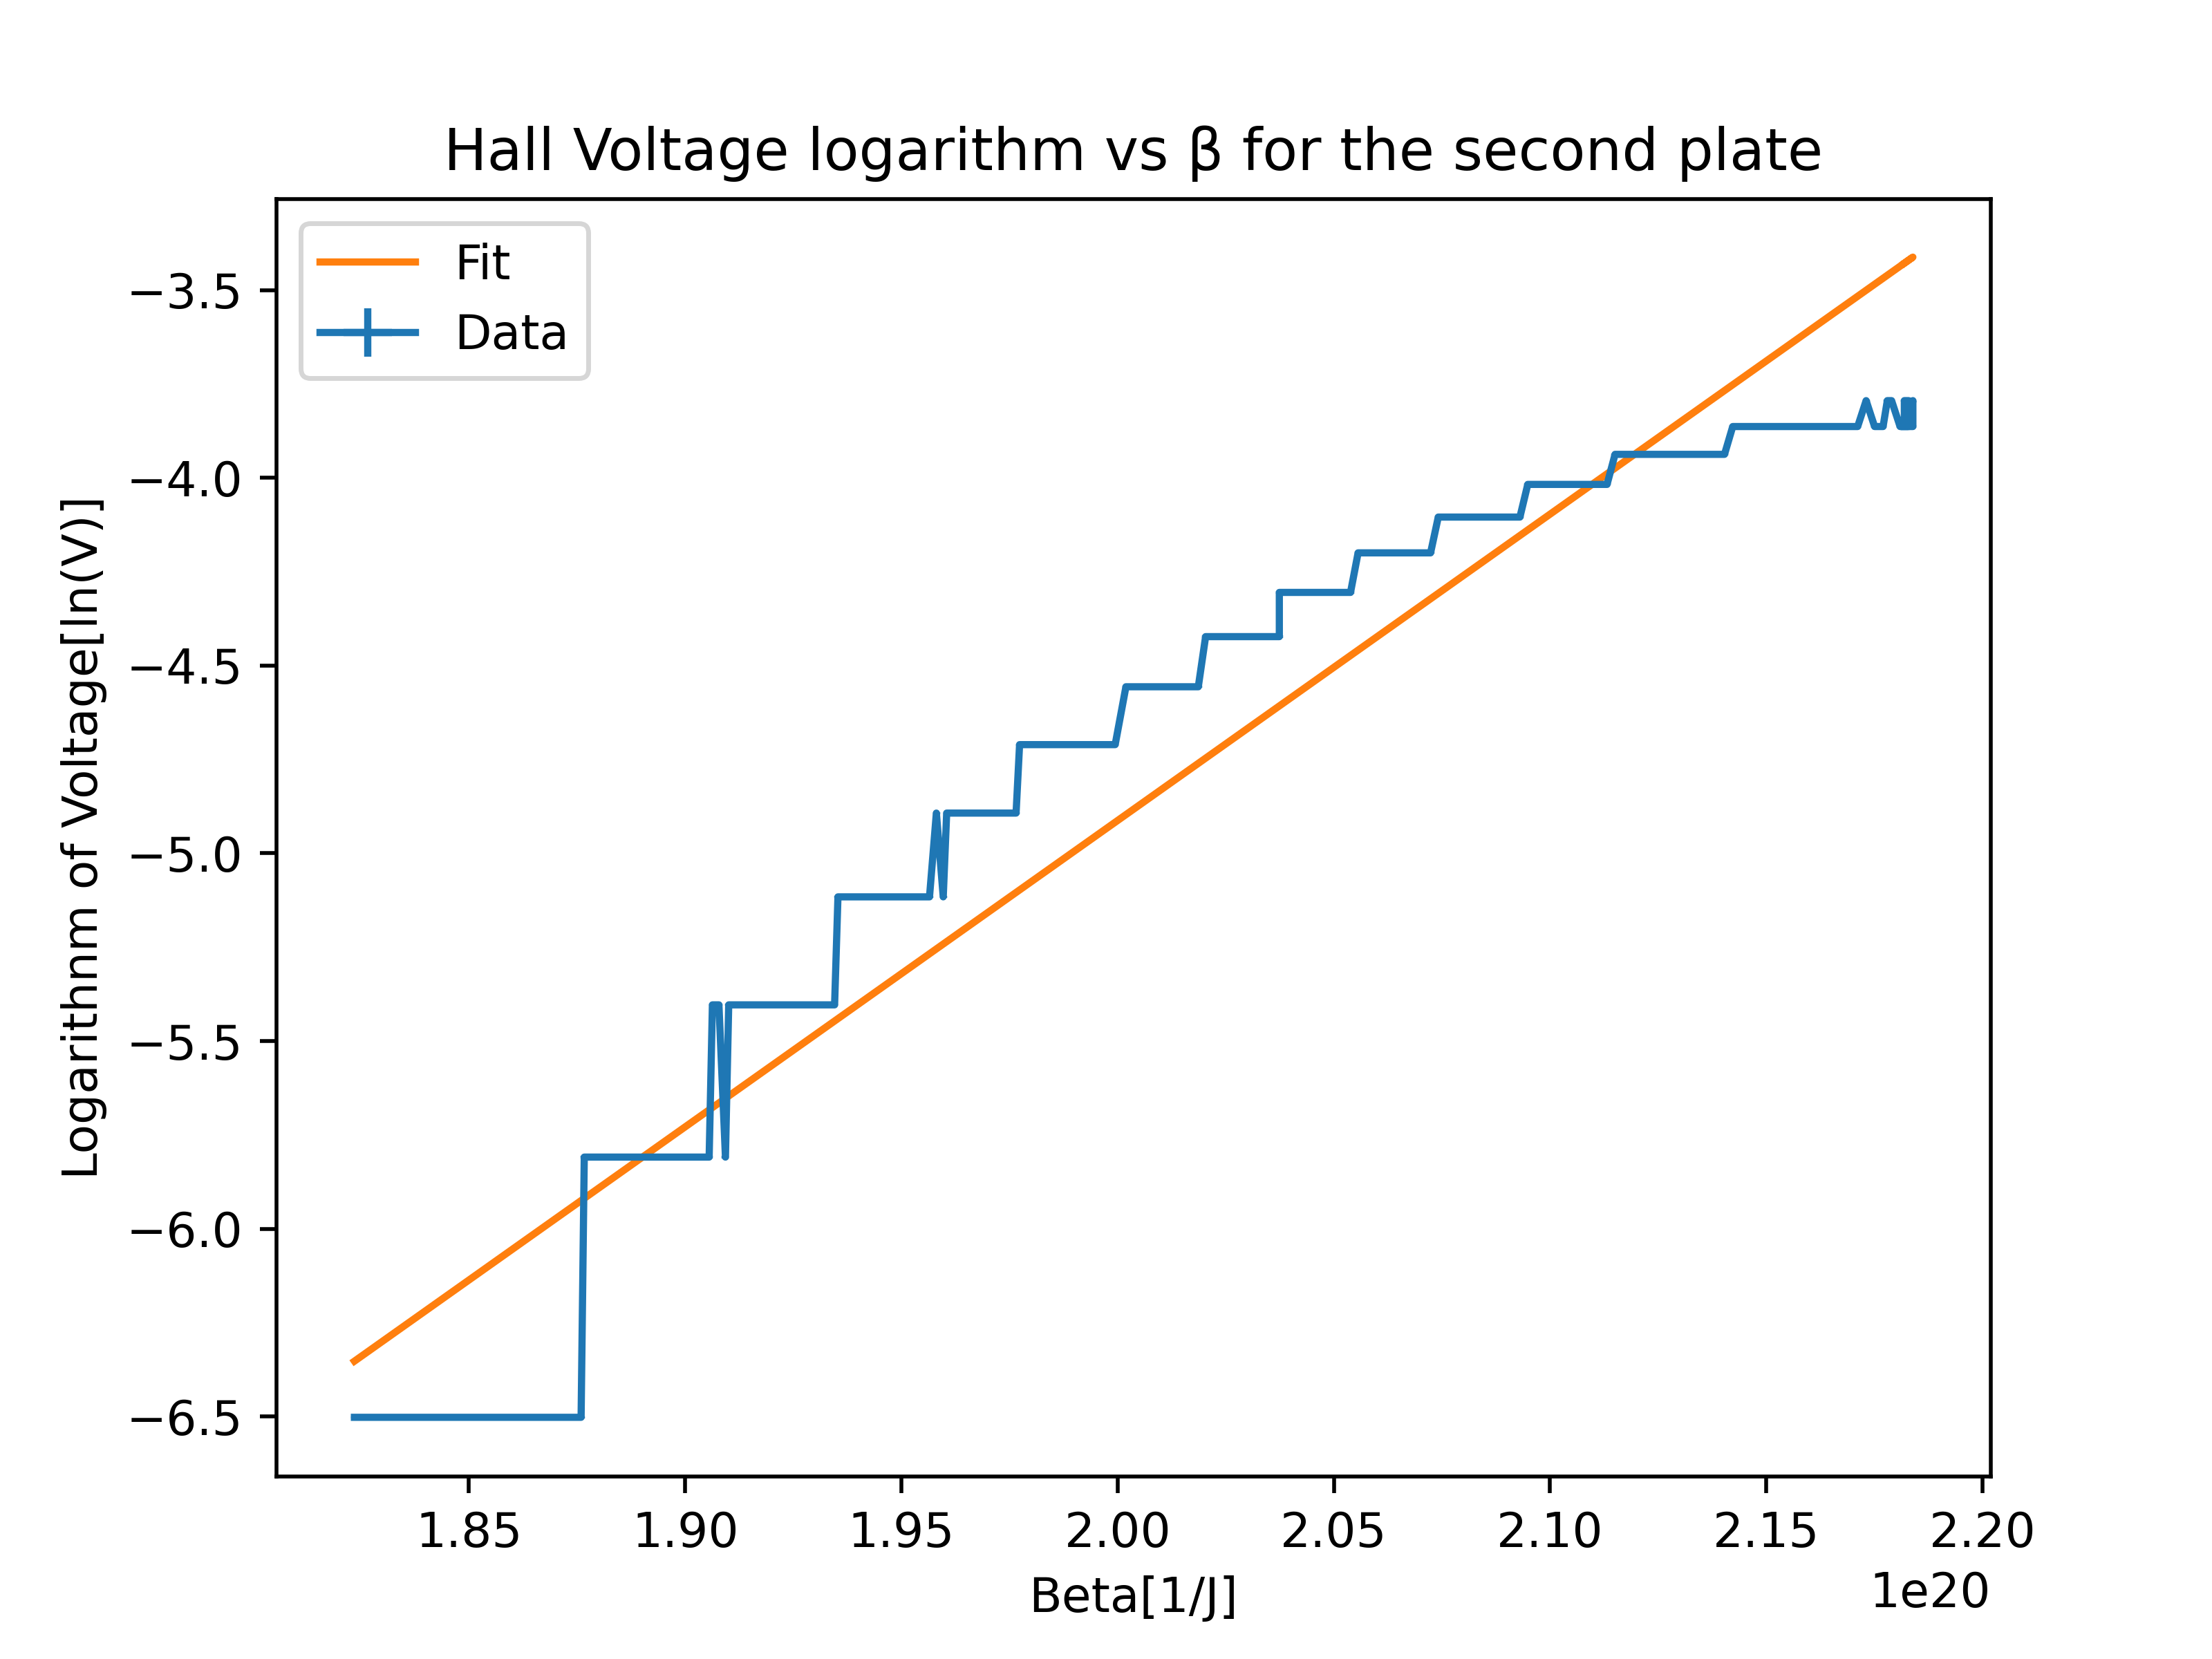 Hall Voltage logarithm vs β for the second plate
Fit
Data
−3.5
−4.0
−4.5
−5.0
−5.5
−6.0
−6.5
Logarithnm of Voltage[ln(V)]
1.85 1.90 1.95 2.00 2.05 2.10 2.15 2.20
1e20
Beta[1/J]